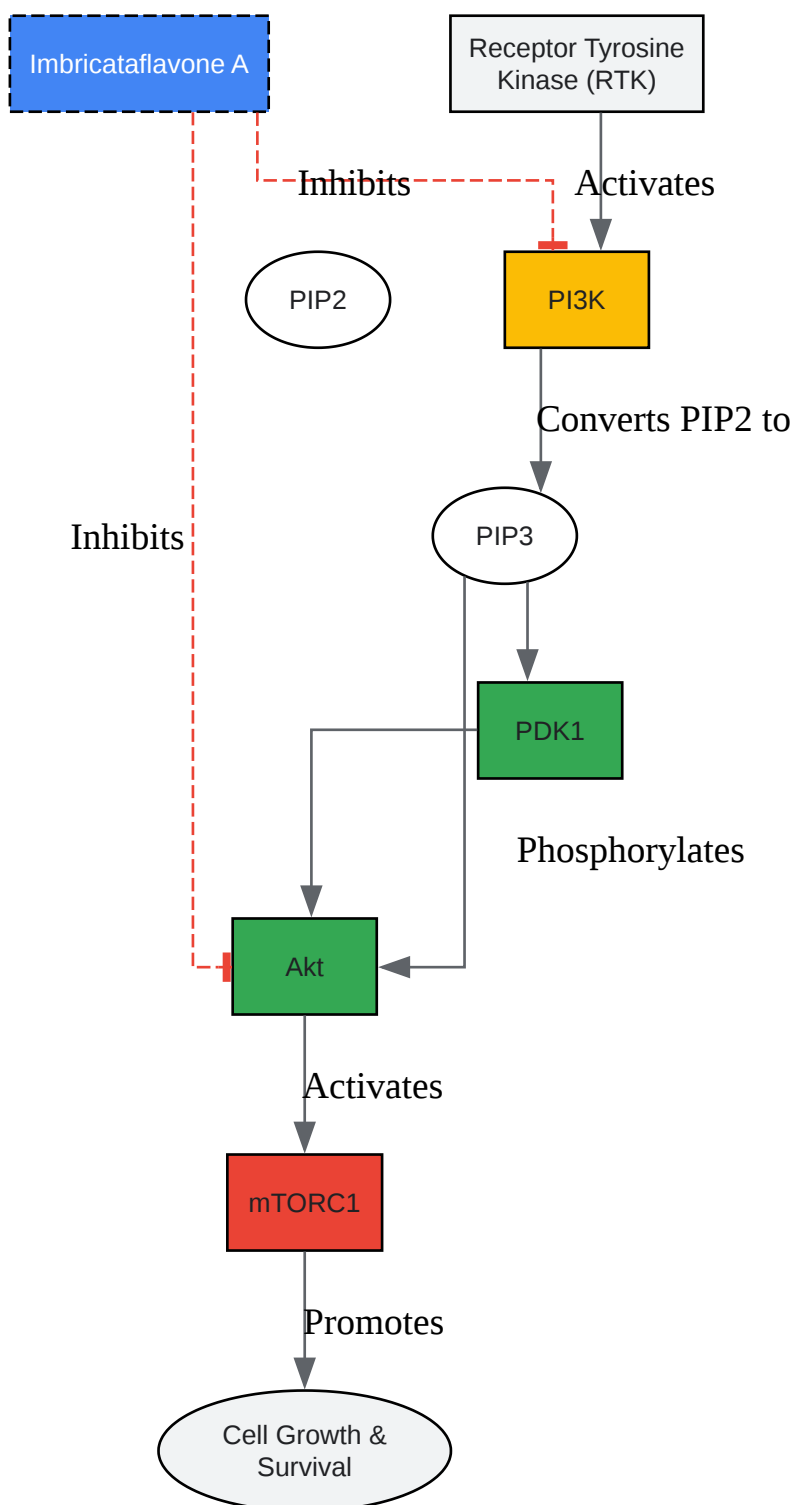 Imbricataflavone A
Receptor Tyrosine
Kinase (RTK)
Inhibits
Activates
PIP2
PI3K
Converts PIP2 to
PIP3
Inhibits
PDK1
Phosphorylates
Akt
Activates
mTORC1
Promotes
Cell Growth &
Survival